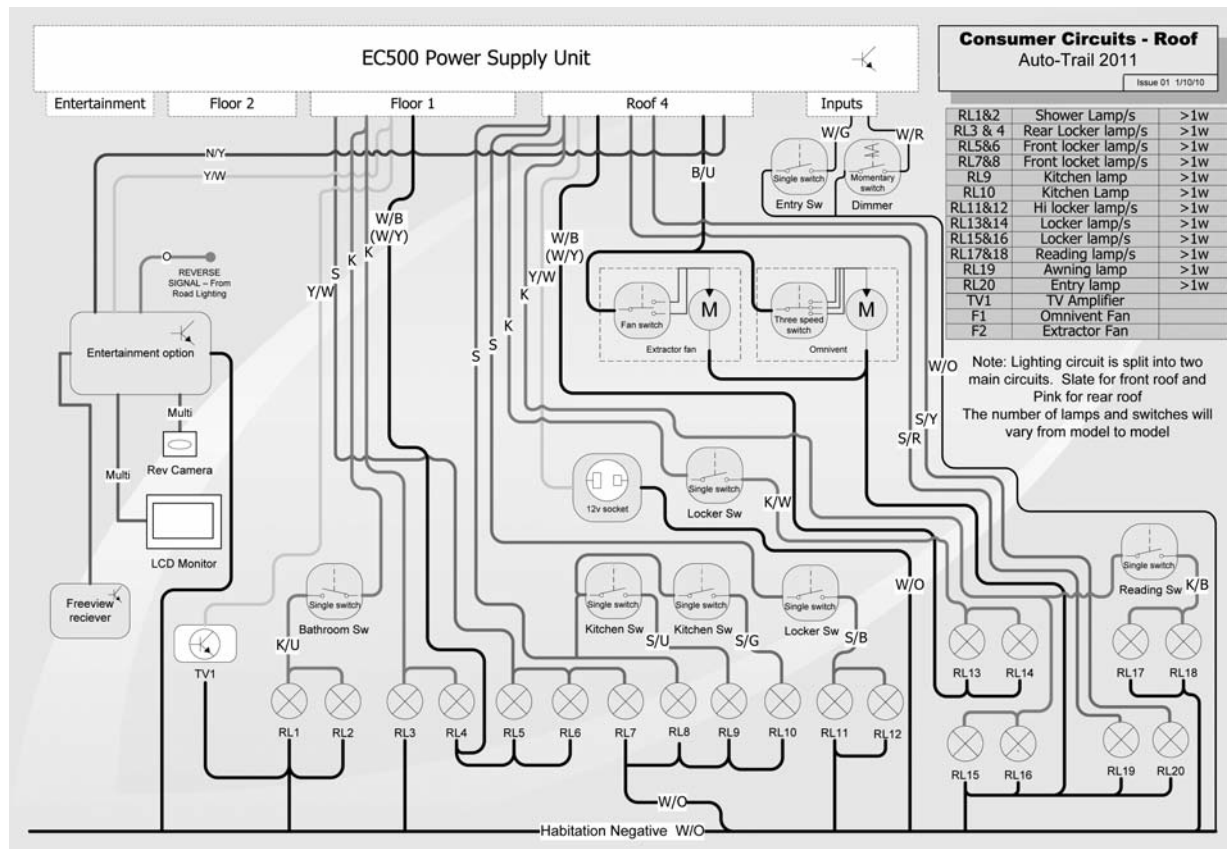 EC500 Power Supply Unit
Entertainment
Floor 2
Floor 1
Roof 4
Inputs
Consumer Circuits - Roof
Auto-Trail 2011
Issue 01 1/10/10
RL1&2 Shower Lamp/s >1w
RL3 & 4 Rear Locker lamp/s >1w
RL5&6 Front locker lamp/s >1w
RL7&8 Front locket lamp/s >1w
RL9 Kitchen lamp >1w
RL10 Kitchen Lamp >1w
RL11&12 Hi locker lamp/s >1w
RL13&14 Locker lamp/s >1w
RL15&16 Locker lamp/s >1w
RL17&18 Reading lamp/s >1w
RL19 Awning lamp >1w
RL20 Entry lamp >1w
TV1 TV Amplifier
F1 Omnivent Fan
F2 Extractor Fan
Note: Lighting circuit is split into two
main circuits. Slate for front roof and
Pink for rear roof
The number of lamps and switches will
vary from model to model
N/Y
Y/W
W/G
W/R
B/U
Single switch
Entry Sw
Momentary
switch
Dimmer
W/B
(W/Y)
S
K
K
Y/W
W/B
(W/Y)
Y/W
K
K
S
S
O
REVERSE
SIGNAL – From
Road Lighting
Entertainment option
Multi
Rev Camera
Multi
LCD Monitor
Freeview
reciever
Fan switch
M
Extractor fan
Three speed
switch
M
Omnivent
W/O
S/Y
S/R
12v socket
Single switch
Locker Sw
K/W
W/O
Single switch
Reading Sw
K/B
Single switch
Bathroom Sw
K/U
TV1
Single switch
Kitchen Sw
S/U
Single switch
Kitchen Sw
S/G
Single switch
Locker Sw
S/B
RL13
RL14
RL17
RL18
RL1
RL2
RL3
RL4
RL5
RL6
RL7
RL8
RL9
RL10
RL11
RL12
RL15
RL16
RL19
RL20
W/O
Habitation Negative W/O